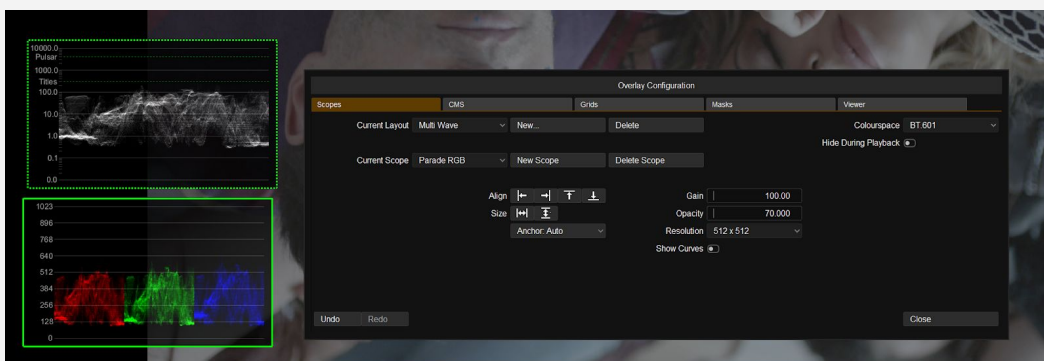 10000.0
Pulsar
1000.0
Titles
100.0
10.0
1.0
0.1
0.0
1023
896
768
640
512
384
256
128
0
Overlay Configuration
Scopes CMS Grids Masks Viewer
Current Layout Multi Wave New... Delete Colourspace BT.601
Hide During Playback
Current Scope Parade RGB New Scope Delete Scope
Align Gain 100.00
Size Opacity 70.000
Anchor: Auto Resolution 512 x 512
Show Curves
Undo Redo Close